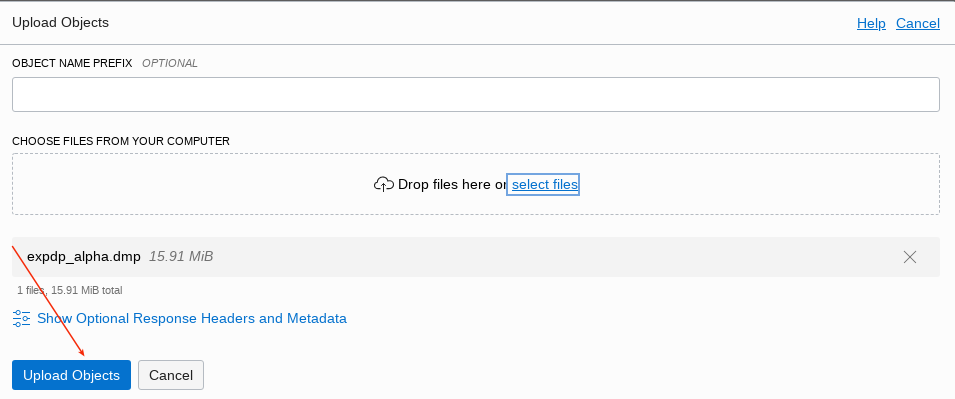 Upload Objects Help Cancel
OBJECT NAME PREFIX OPTIONAL
CHOOSE FILES FROM YOUR COMPUTER
Drop files here or select files
expdp_alpha.dmp 15.91 MiB
1 files, 15.91 MiB total
Show Optional Response Headers and Metadata
Upload Objects Cancel